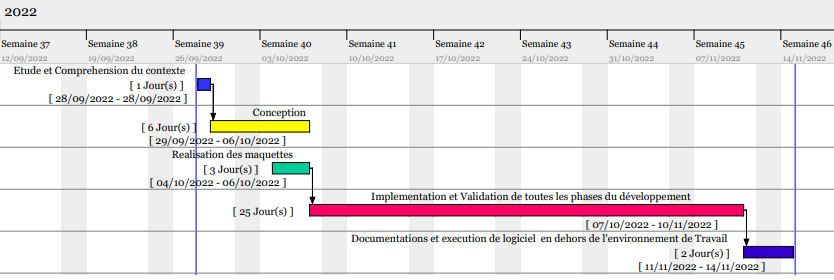 2022
Semaine 37 Semaine 38 Semaine 39 Semaine 40 Semaine 41 Semaine 42 Semaine 43 Semaine 44 Semaine 45 Semaine 46
12/09/2022 19/09/2022 26/09/2022 03/10/2022 10/10/2022 17/10/2022 24/10/2022 31/10/2022 07/11/2022 14/11/2022
Etude et Comprehension du contexte
[ 1 Jour(s) ]
[ 28/09/2022 - 28/09/2022 ]
Conception
[ 6 Jour(s) ]
[ 29/09/2022 - 06/10/2022 ]
Realisation des maquettes
[ 3 Jour(s) ]
[ 04/10/2022 - 06/10/2022 ]
Implementation et Validation de toutes les phases du développement
[ 25 Jour(s) ]
[ 07/10/2022 - 10/11/2022 ]
Documentations et execution de logiciel en dehors de l'environnement de Travail
[ 2 Jour(s) ]
[ 11/11/2022 - 14/11/2022 ]